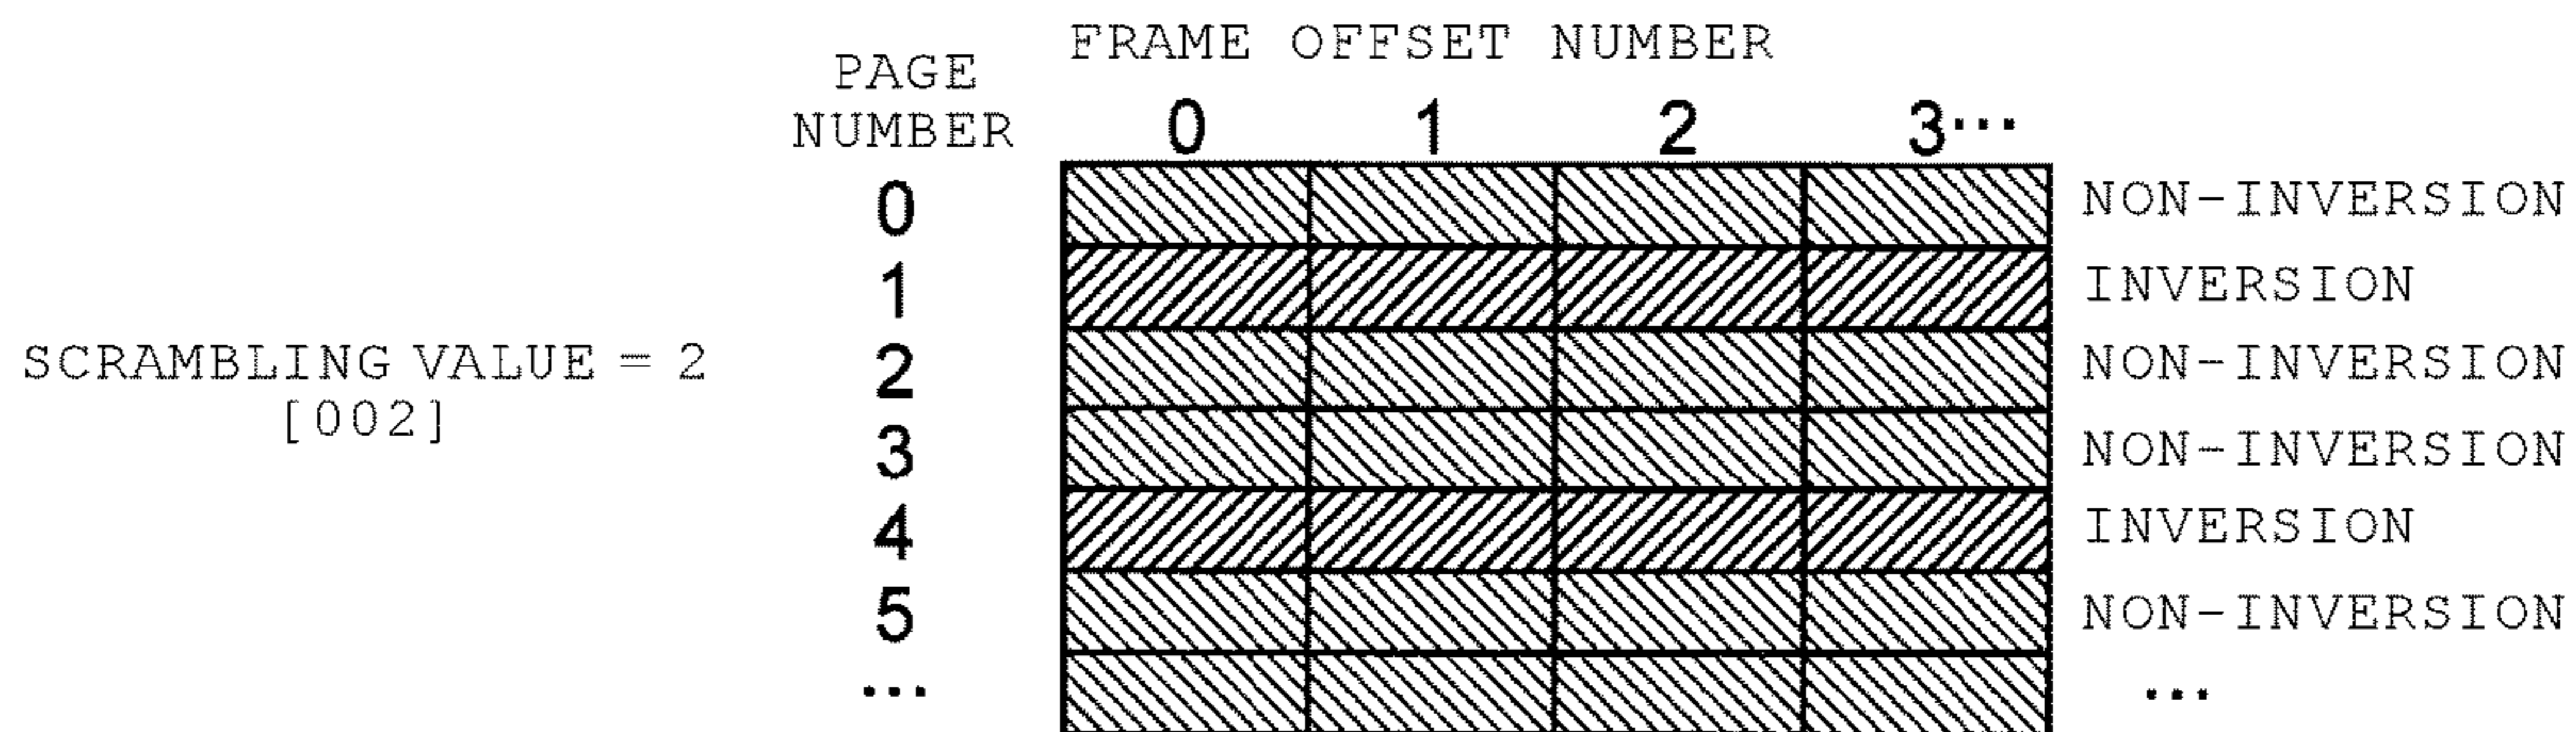 FRAME OFFSET NUMBER
PAGE
NUMBER
0 1 2 3···
0 NON-INVERSION
1 INVERSION
SCRAMBLING VALUE = 2
[002]
2 NON-INVERSION
3 NON-INVERSION
4 INVERSION
5 NON-INVERSION
··· ···